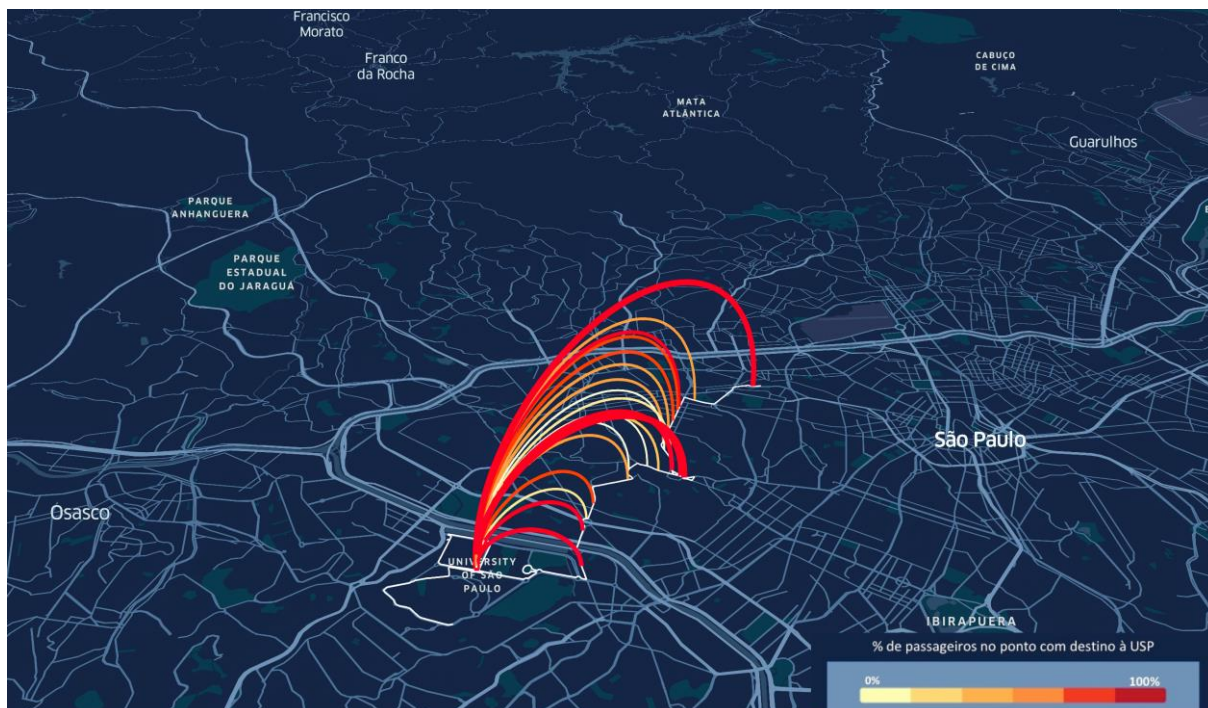 Francisco
Morato
Franco
da Rocha
CABUÇO
DE CIMA
MATA
ATLÂNTICA
Guarulhos
PARQUE
ANHANGUERA
PARQUE
ESTADUAL
DO JARAGUÁ
São Paulo
Osasco
UNIVERSITY
OF SÃO
PAULO
IBIRAPUERA
% de passageiros no ponto com destino à USP
0%
100%